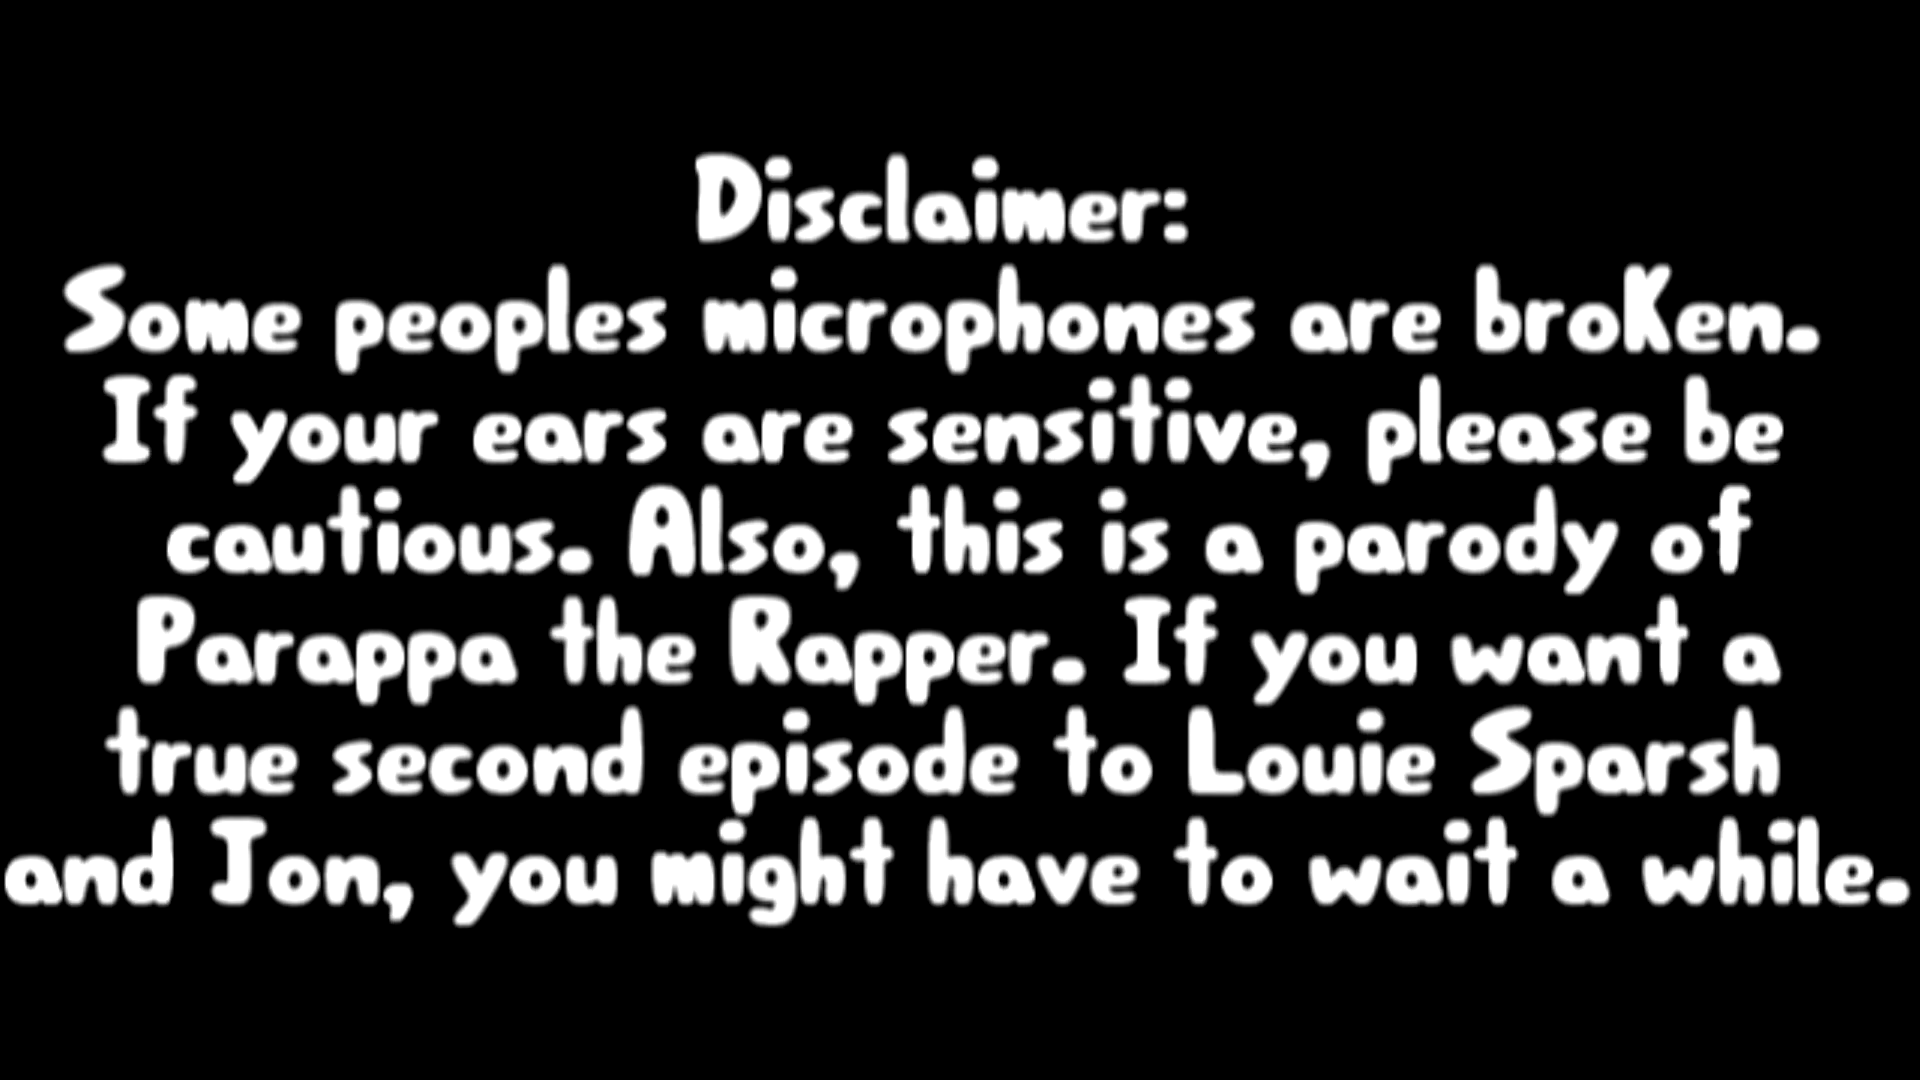 Disclaimer:
Some peoples microphones are broKen.
If your ears are sensitive, please be
cautious. Also, this is a parody of
Parappa the Rapper. If you want a
true second episode to Louie Sparsh
and Jon, you might have to wait a while.